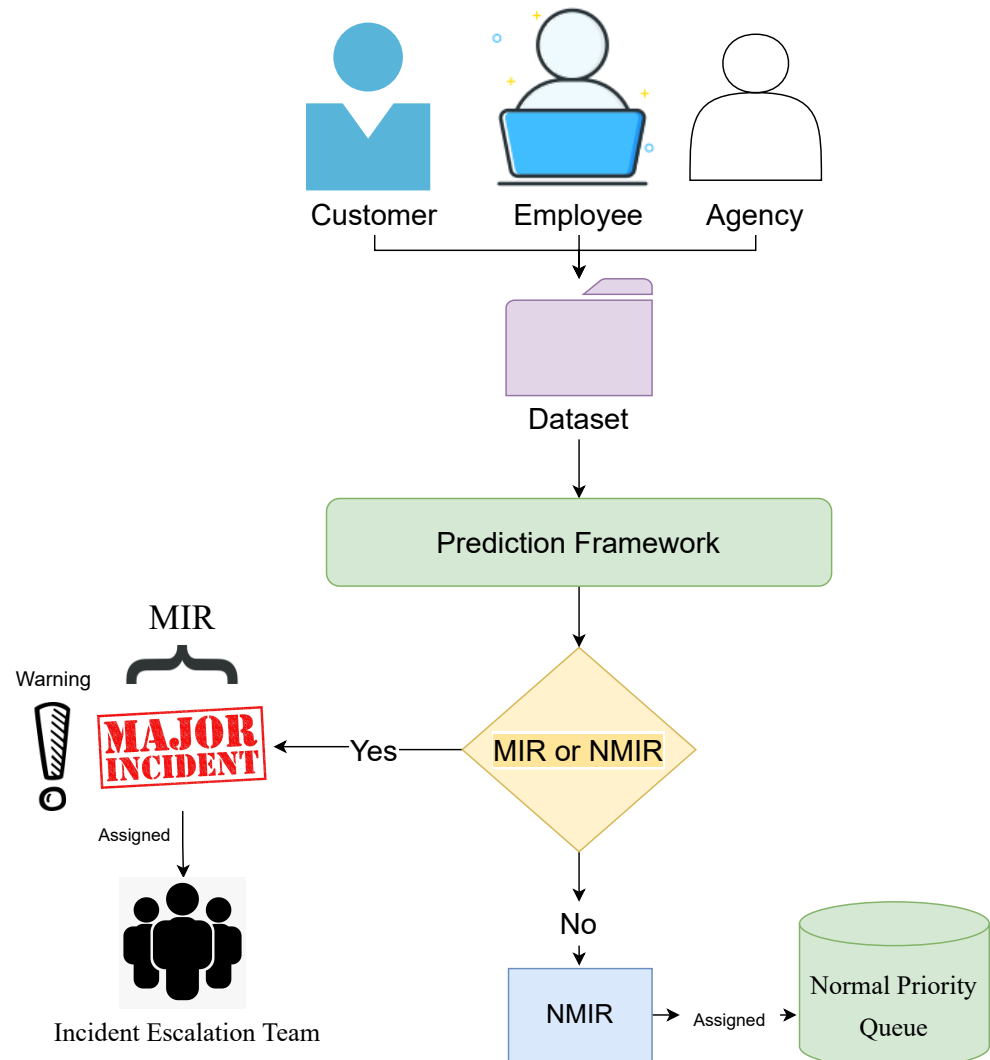 Customer
Employee
Agency
Dataset
Prediction Framework
MIR
Warning
MAJOR
INCIDENT
Yes
MIR or NMIR
Assigned
No
Incident Escalation Team
NMIR
Assigned
Normal Priority
Queue